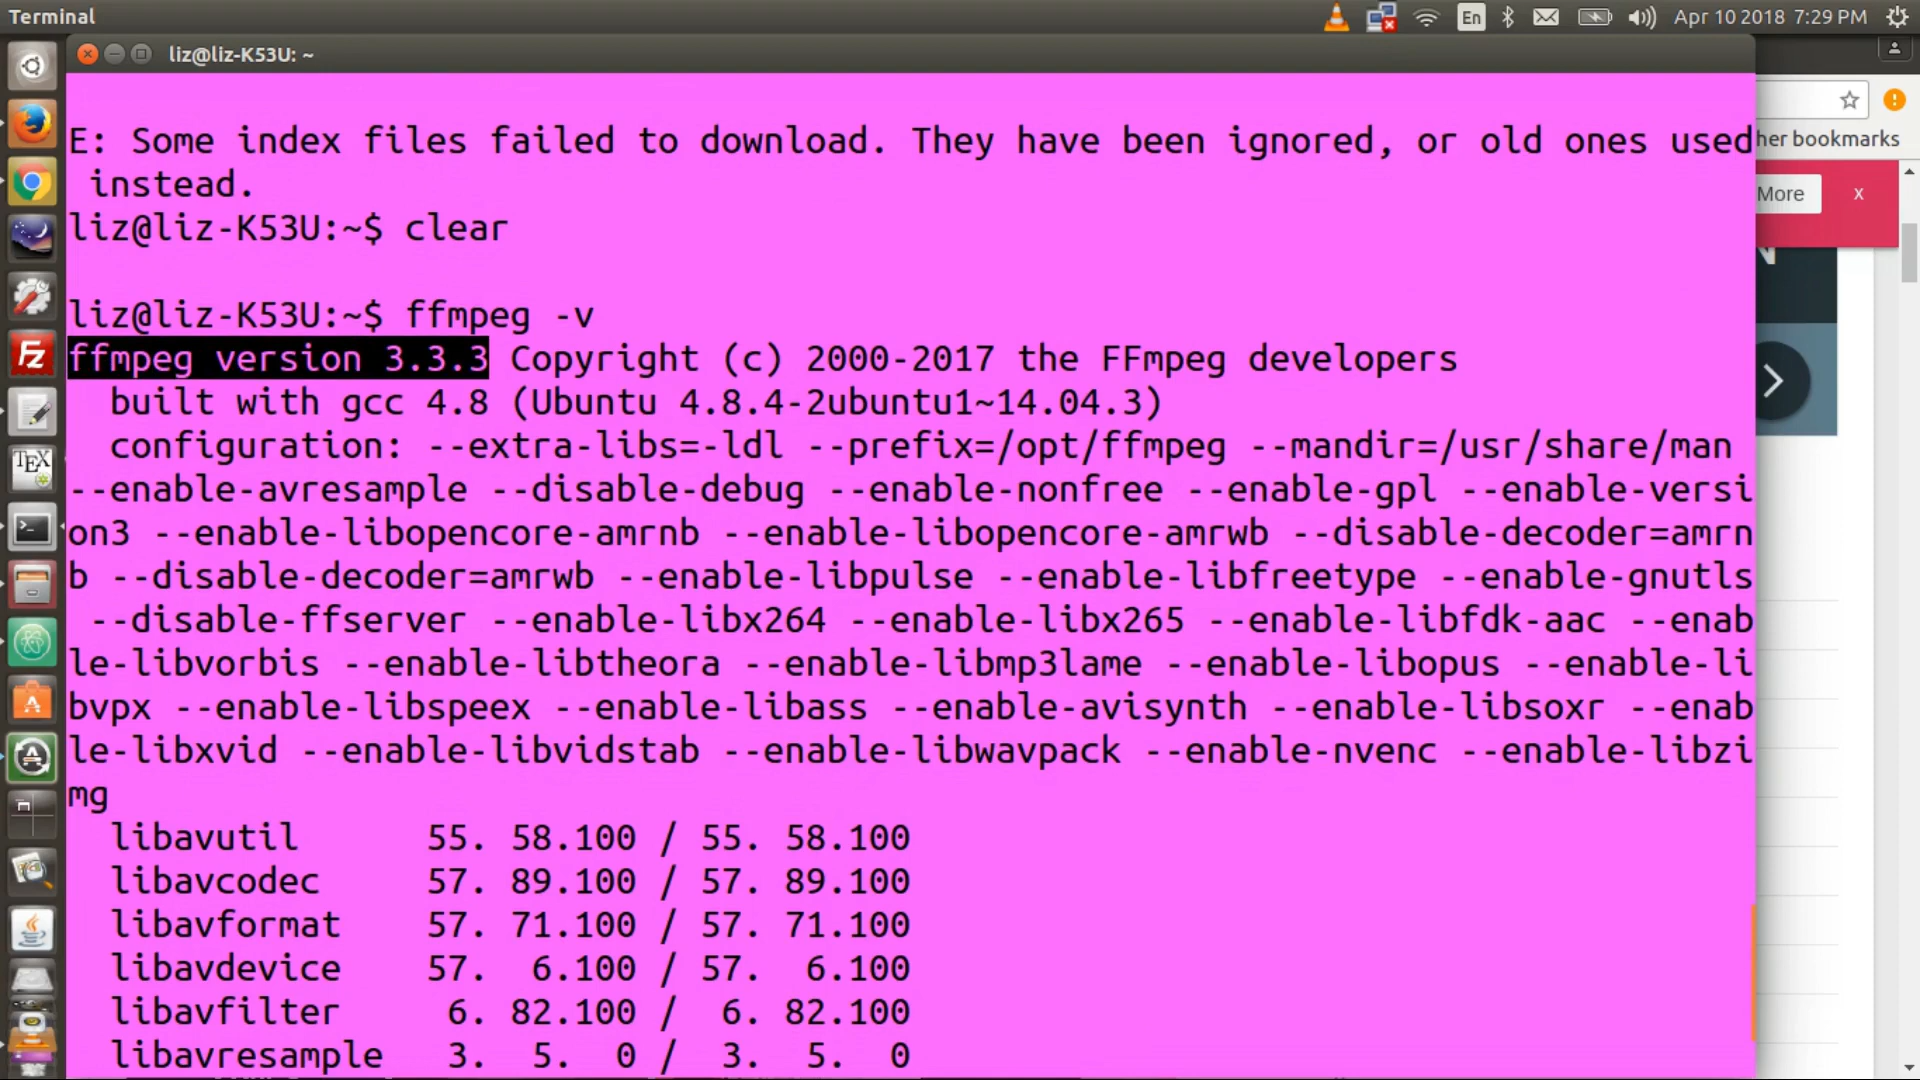 Terminal
En
Apr 10 2018 7:29 PM
liz@liz-K53U: ~
E: Some index files failed to download. They have been ignored, or old ones used
 instead.
liz@liz-K53U:~$ clear
liz@liz-K53U:~$ ffmpeg -v
ffmpeg version 3.3.3 Copyright (c) 2000-2017 the FFmpeg developers
  built with gcc 4.8 (Ubuntu 4.8.4-2ubuntu1~14.04.3)
  configuration: --extra-libs=-ldl --prefix=/opt/ffmpeg --mandir=/usr/share/man
--enable-avresample --disable-debug --enable-nonfree --enable-gpl --enable-versi
on3 --enable-libopencore-amrnb --enable-libopencore-amrwb --disable-decoder=amrn
b --disable-decoder=amrwb --enable-libpulse --enable-libfreetype --enable-gnutls
 --disable-ffserver --enable-libx264 --enable-libx265 --enable-libfdk-aac --enab
le-libvorbis --enable-libtheora --enable-libmp3lame --enable-libopus --enable-li
bvpx --enable-libspeex --enable-libass --enable-avisynth --enable-libsoxr --enab
le-libxvid --enable-libvidstab --enable-libwavpack --enable-nvenc --enable-libzi
mg
  libavutil      55. 58.100 / 55. 58.100
  libavcodec     57. 89.100 / 57. 89.100
  libavformat    57. 71.100 / 57. 71.100
  libavdevice    57.  6.100 / 57.  6.100
  libavfilter     6. 82.100 /  6. 82.100
  libavresample   3.  5.  0 /  3.  5.  0
her bookmarks
More
x
N
Fz
TEX